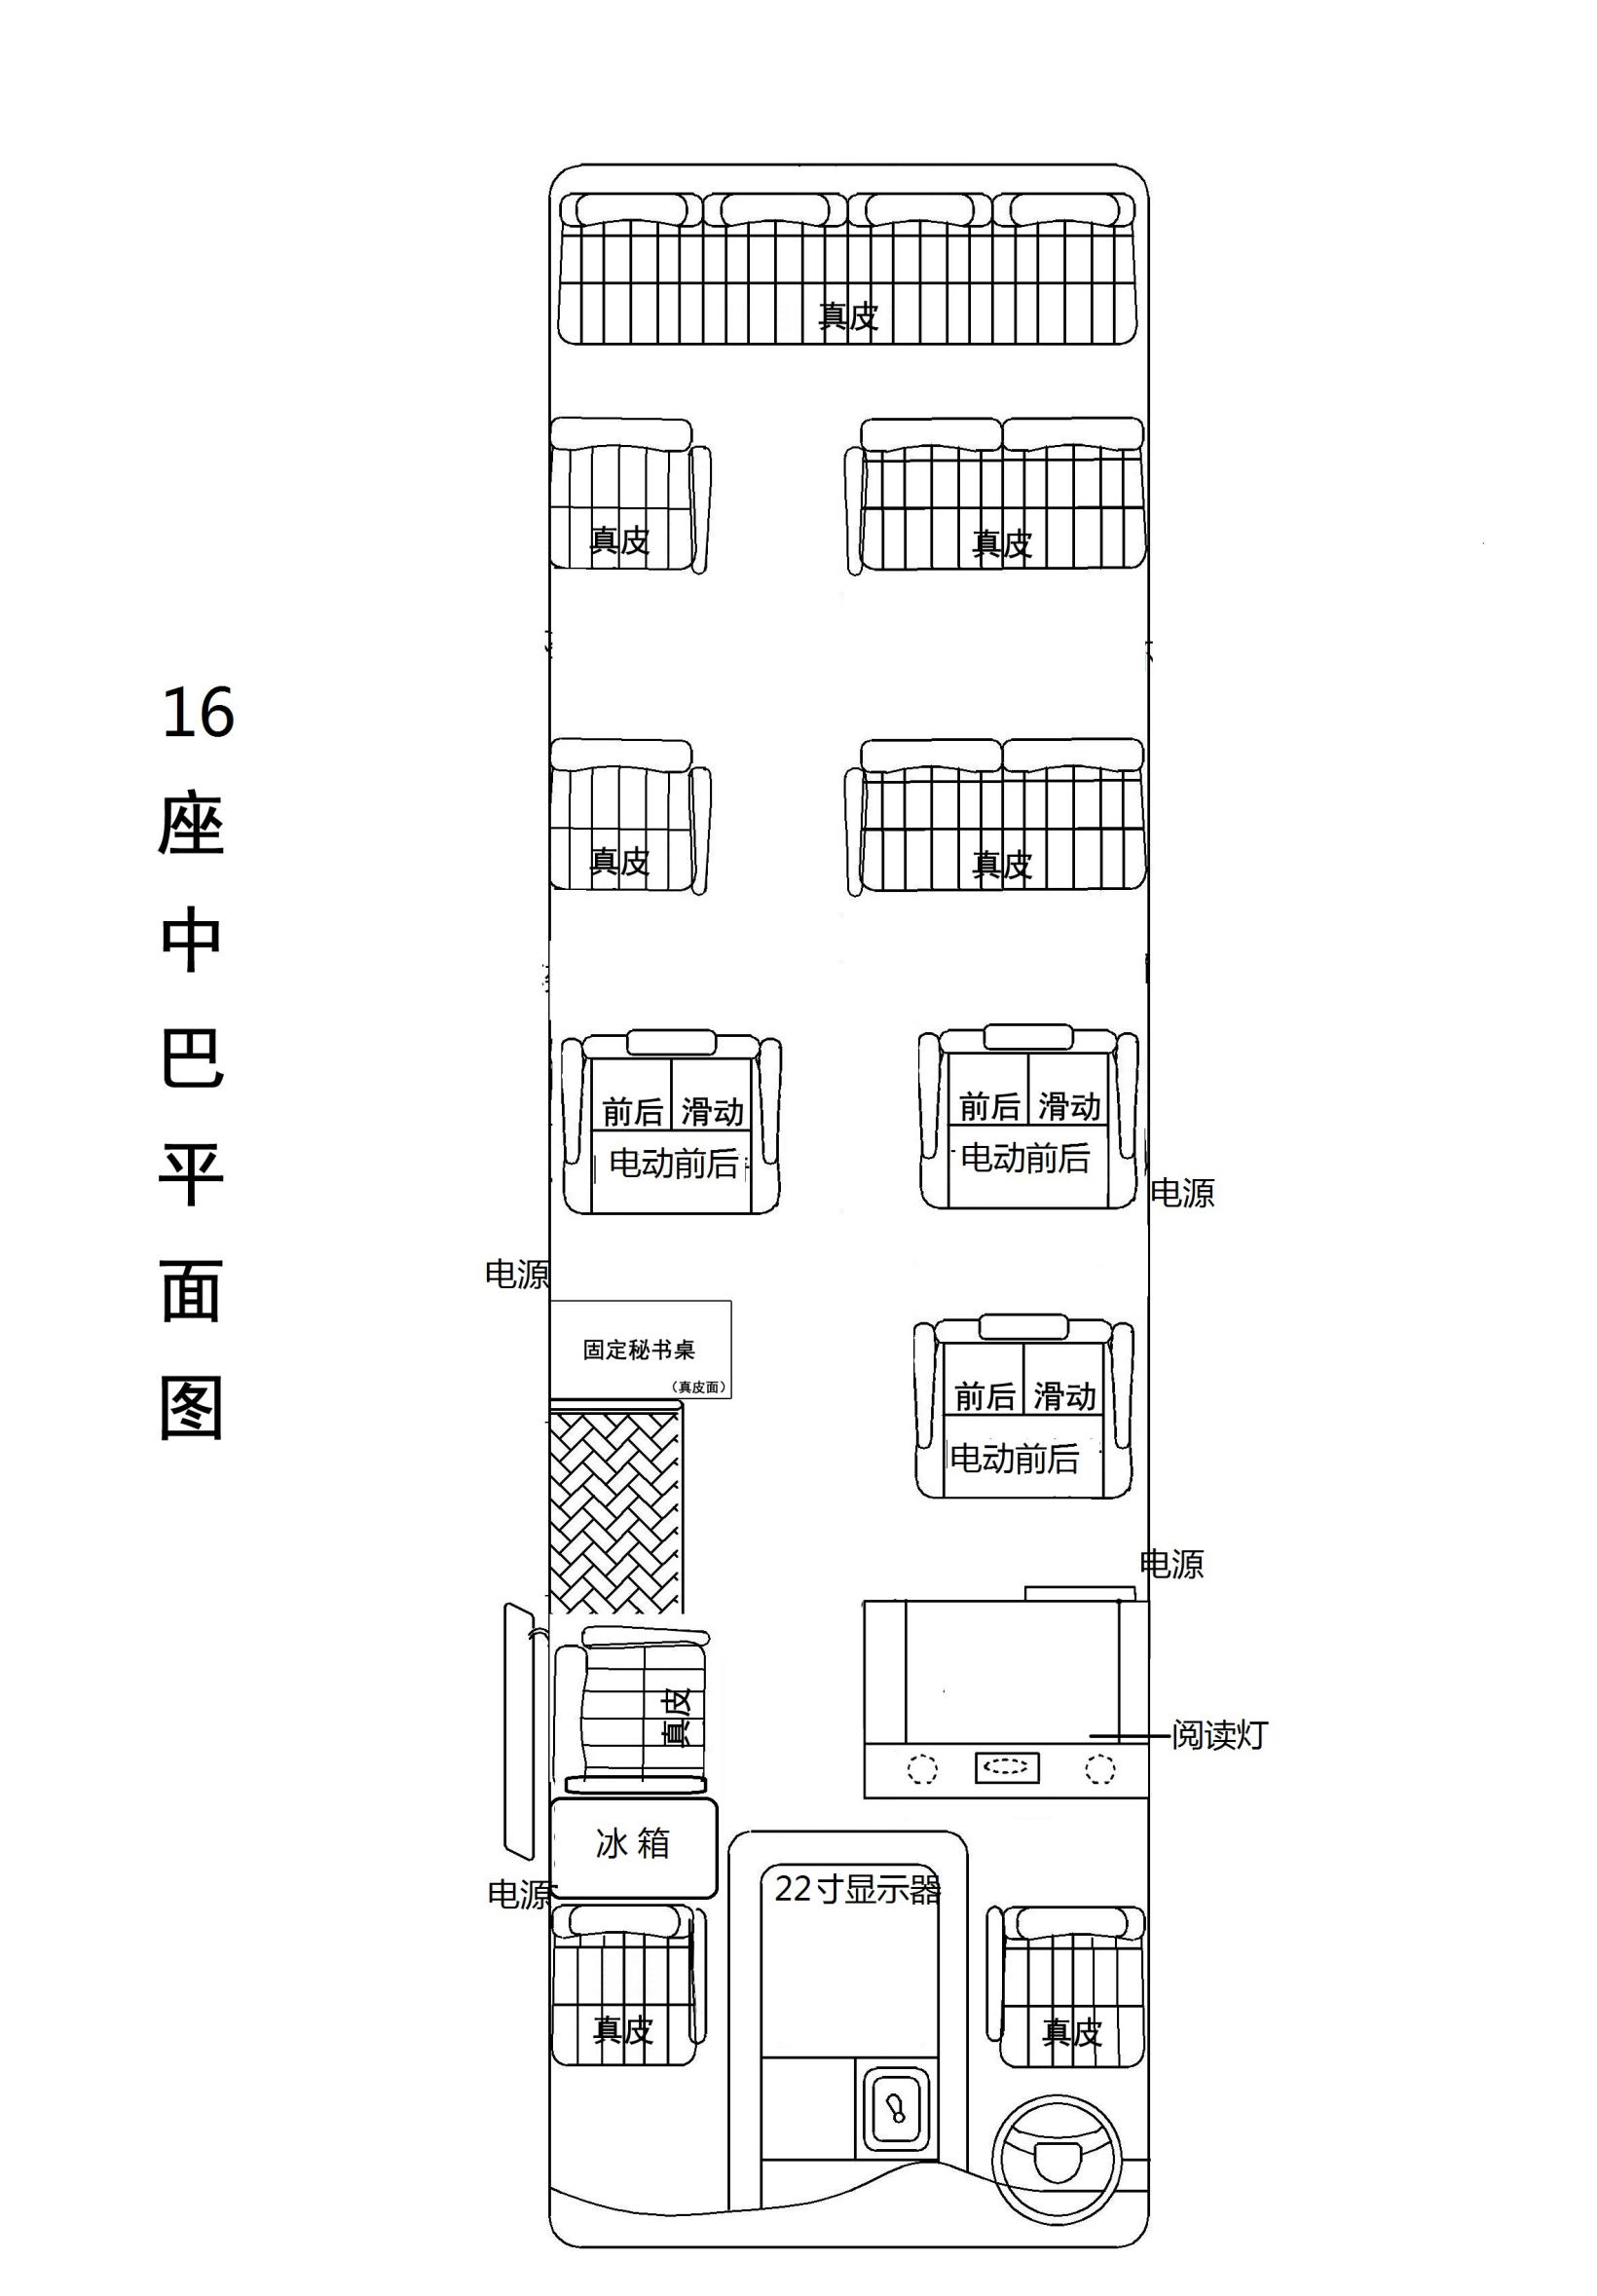 16
座
中
巴
平
面
图
真皮
真皮
真皮
真皮
真皮
前后 滑动
电动前后
前后 滑动
电动前后
电源
电源
固定秘书桌
（真皮面）
前后 滑动
电动前后
电源
真皮
阅读灯
冰 箱
电源
22寸显示器
真皮
真皮